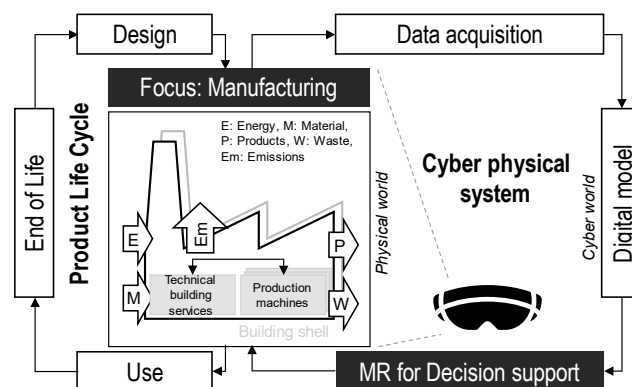 Design
Data acquisition
Focus: Manufacturing
E: Energy, M: Material,
P: Products, W: Waste,
Em: Emissions
End of Life
Product Life Cycle
E
Em
P
M
W
Technical
building
services
Production
machines
Building shell
Physical world
Cyber physical
system
Cyber world
Digital model
Use
MR for Decision support